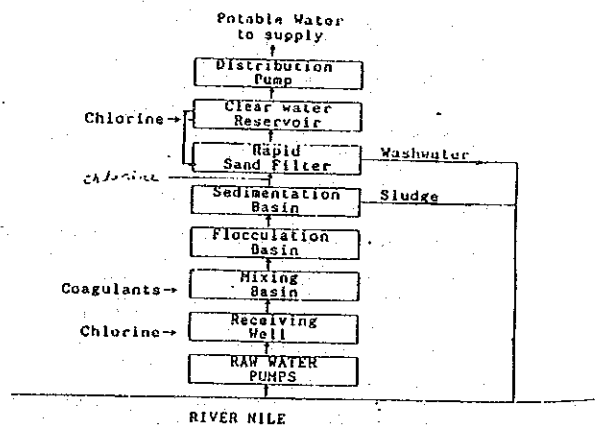 Potable Water
to supply
Distribution
Pump
Clear water
Reservoir
Chlorine→
Rapid
Sand Filter
Washwater
chlorine
Sedimentation
Basin
Sludge
Flocculation
Basin
Mixing
Basin
Coagulants→
Receiving
Well
Chlorine→
RAW WATER
PUMPS
RIVER NILE